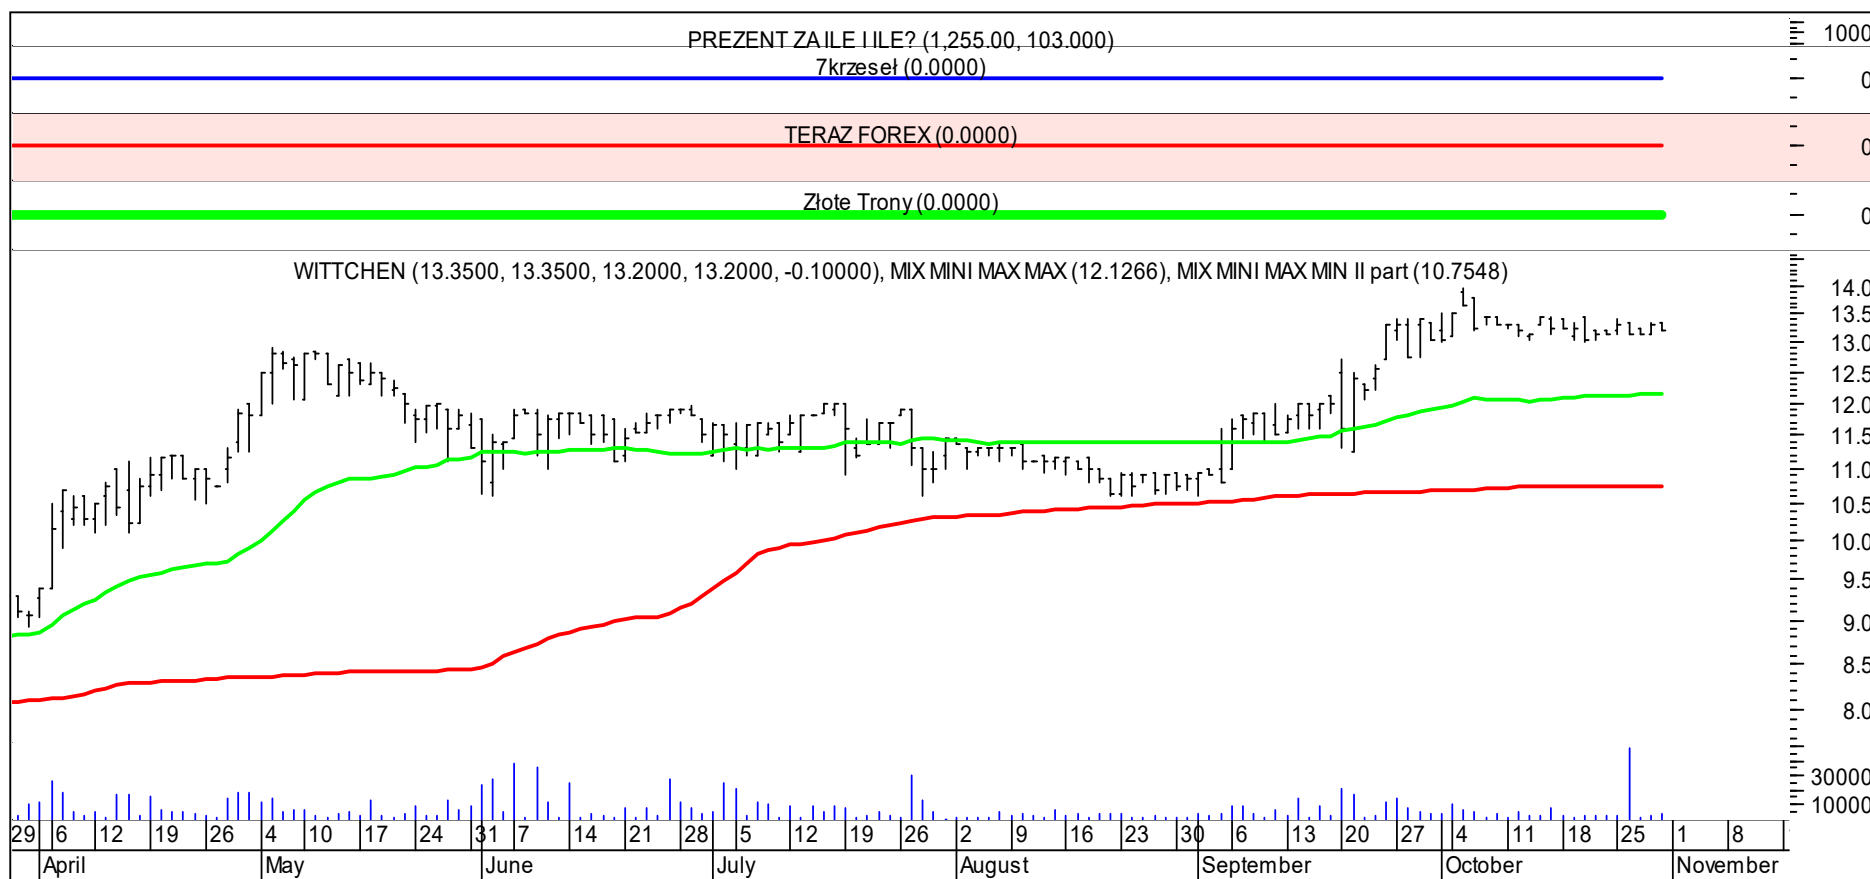 PREZENT ZA ILE I ILE? (1,255.00, 103.000)
1000
7krzeseł (0.0000)
0
TERAZ FOREX (0.0000)
0
Złote Trony (0.0000)
0
WITTCHEN (13.3500, 13.3500, 13.2000, 13.2000, -0.10000), MIX MINI MAX MAX (12.1266), MIX MINI MAX MIN II part (10.7548)
14.0
13.5
13.0
12.5
12.0
11.5
11.0
10.5
10.0
9.5
9.0
8.5
8.0
30000
10000
29 6 12 19 26 4 10 17 24 31 7 14 21 28 5 12 19 26 2 9 16 23 30 6 13 20 27 4 11 18 25 1 8
April May June July August September October November